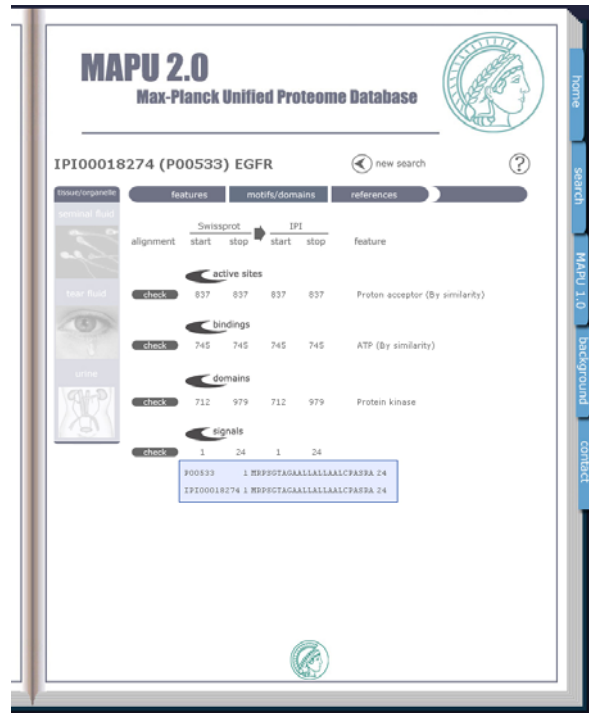 MAPU 2.0
Max-Planck Unified Proteome Database
IPI00018274 (P00533) EGFR
new search
?
tissue/organelle
features
motifs/domains
references
seminal fluid
tear fluid
urine
Swissprot IPI
alignment start stop start stop feature
active sites
check 837 837 837 837 Proton acceptor (By similarity)
bindings
check 745 745 745 745 ATP (By similarity)
domains
check 712 979 712 979 Protein kinase
signals
check 1 24 1 24
P00533 1 MRPSGTAGAALLALLAALCPASRA 24
IPI00018274 1 MRPSGTAGAALLALLAALCPASRA 24
home
search
MAPU 1.0
background
contact